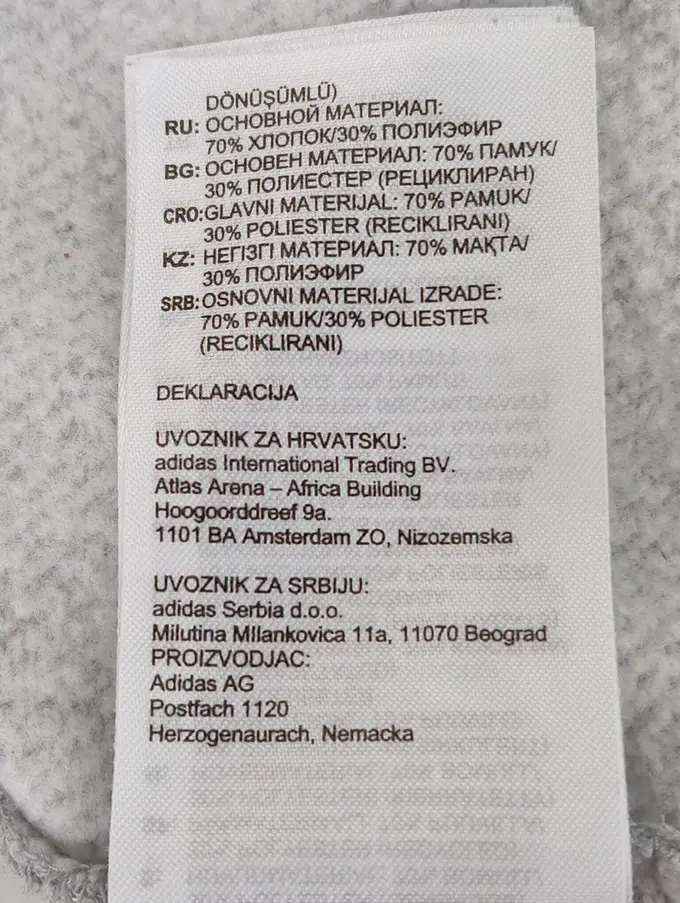 DÖNÜŞÜMLÜ)
RU: ОСНОВНОЙ МАТЕРИАЛ:
70% ХЛОПОК/30% ПОЛИЭФИР
BG: ОСНОВЕН МАТЕРИАЛ: 70% ПАМУК/
30% ПОЛИЕСТЕР (РЕЦИКЛИРАН)
CRO:GLAVNI MATERIJAL: 70% PAMUK/
30% POLIESTER (RECIKLIRANI)
KZ: НЕГІЗГІ МАТЕРИАЛ: 70% МАҚТА/
30% ПОЛИЭФИР
SRB:OSNOVNI MATERIJAL IZRADE:
70% PAMUK/30% POLIESTER
(RECIKLIRANI)
DEKLARACIJA
UVOZNIK ZA HRVATSKU:
adidas International Trading BV.
Atlas Arena – Africa Building
Hoogoorddreef 9a.
1101 BA Amsterdam ZO, Nizozemska
UVOZNIK ZA SRBIJU:
adidas Serbia d.o.o.
Milutina MIlankovica 11a, 11070 Beograd
PROIZVODJAC:
Adidas AG
Postfach 1120
Herzogenaurach, Nemacka